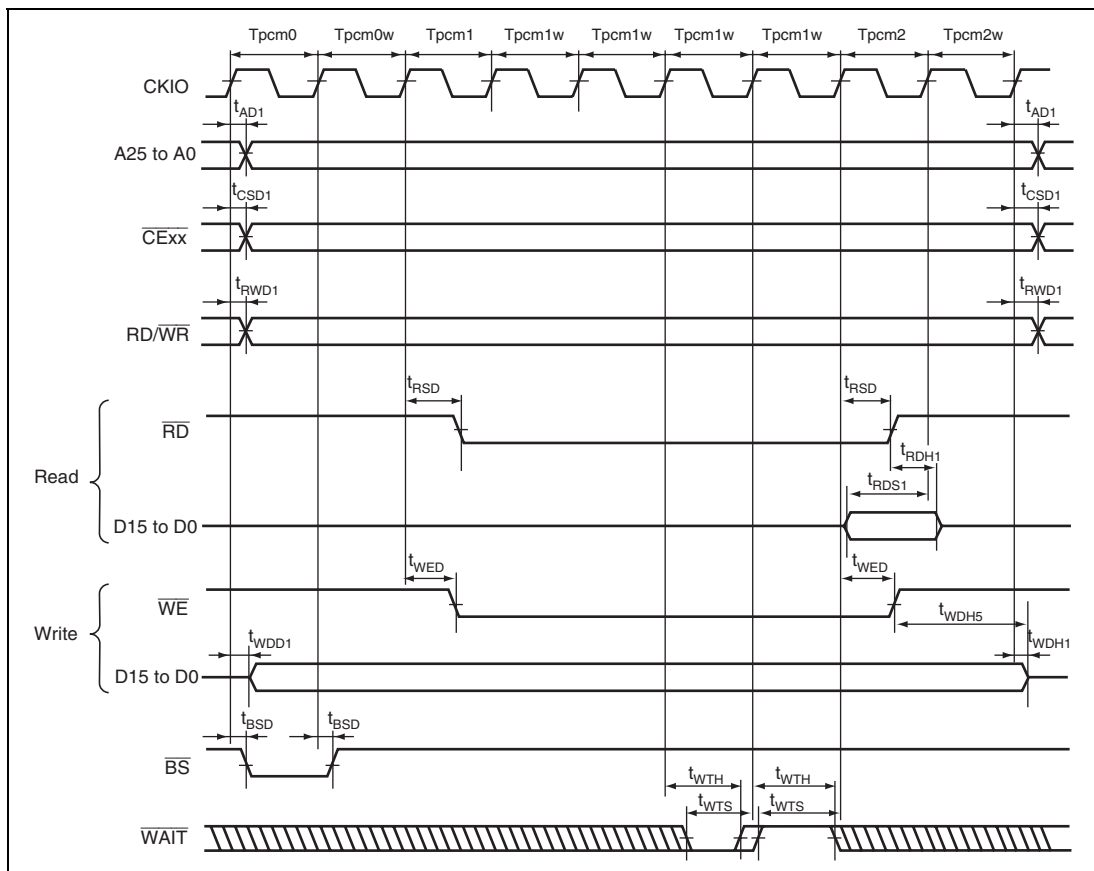 Tpcm0 Tpcm0w Tpcm1 Tpcm1w Tpcm1w Tpcm1w Tpcm1w Tpcm2 Tpcm2w
CKIO
tAD1 tAD1
A25 to A0
tCSD1 tCSD1
CExx
tRWD1 tRWD1
RD/WR
tRSD tRSD
RD
tRDH1
Read
tRDS1
D15 to D0
tWED tWED
WE
tWDH5
Write
tWDD1 tWDH1
D15 to D0
tBSD tBSD
BS
tWTH tWTH
tWTS tWTS
WAIT